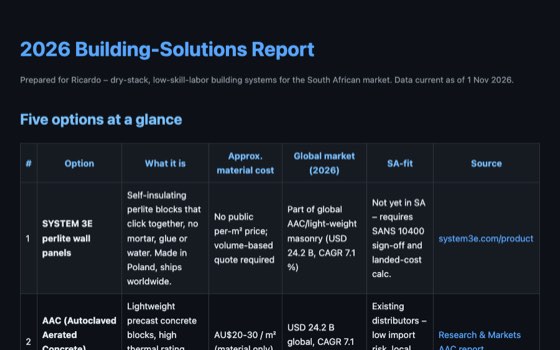 2026 Building-Solutions Report
Prepared for Ricardo – dry-stack, low-skill-labor building systems for the South African market. Data current as of 1 Nov 2026.
Five options at a glance
#
Option
What it is
Approx.
material cost
Global market
(2026)
SA-fit
Source
1
SYSTEM 3E
perlite wall
panels
Self-insulating
perlite blocks that
click together, no
mortar, glue or
water. Made in
Poland, ships
worldwide.
No public
per-m² price;
volume-based
quote required
Part of global
AAC/light-weight
masonry (USD
24.2 B, CAGR 7.1
%)
Not yet in SA
– requires
SANS 10400
sign-off and
landed-cost
calc.
system3e.com/product
2
AAC (Autoclaved
Aerated
Concrete)
Lightweight
precast concrete
blocks, high
thermal rating
AU$20-30 / m²
(material only)
USD 24.2 B
global, CAGR 7.1
Existing
distributors –
low import
risk, local
Research & Markets
AAC report